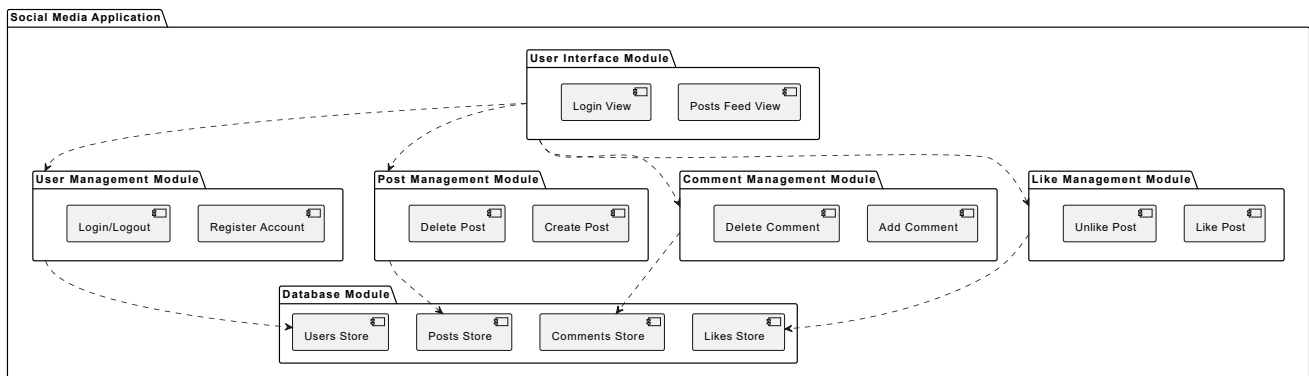 Social Media Application
User Interface Module
Login View
Posts Feed View
User Management Module
Post Management Module
Comment Management Module
Like Management Module
Login/Logout
Register Account
Delete Post
Create Post
Delete Comment
Add Comment
Unlike Post
Like Post
Database Module
Users Store
Posts Store
Comments Store
Likes Store